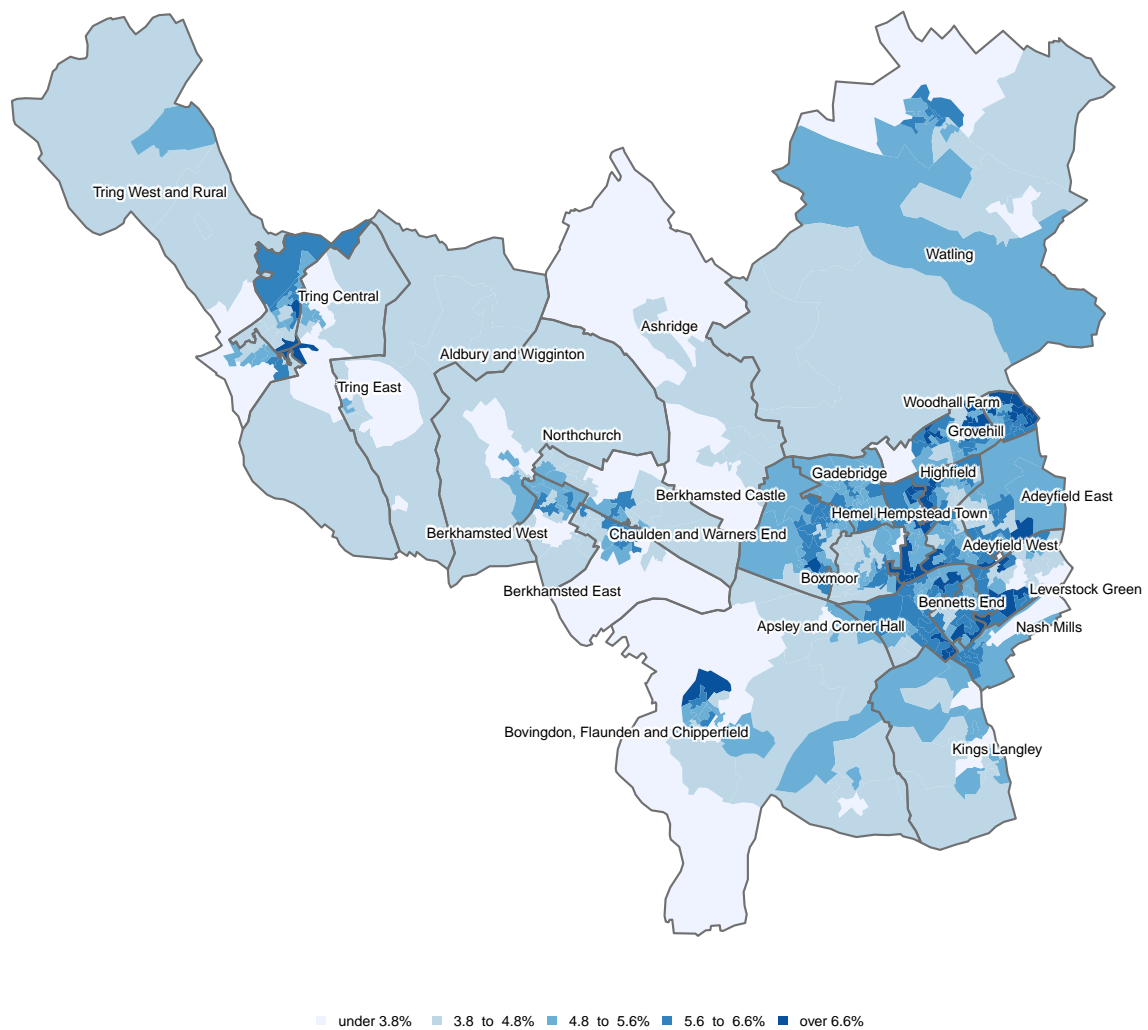 Tring West and Rural
Watling
Tring Central
Ashridge
Aldbury and Wigginton
Tring East
Woodhall Farm
Grovehill
Northchurch
Gadebridge
Highfield
Berkhamsted Castle
Adeyfield East
Hemel Hempstead Town
Berkhamsted West
Chaulden and Warners End
Adeyfield West
Boxmoor
Berkhamsted East
Leverstock Green
Bennetts End
Apsley and Corner Hall
Nash Mills
Bovingdon, Flaunden and Chipperfield
Kings Langley
under 3.8% 3.8 to 4.8% 4.8 to 5.6% 5.6 to 6.6% over 6.6%